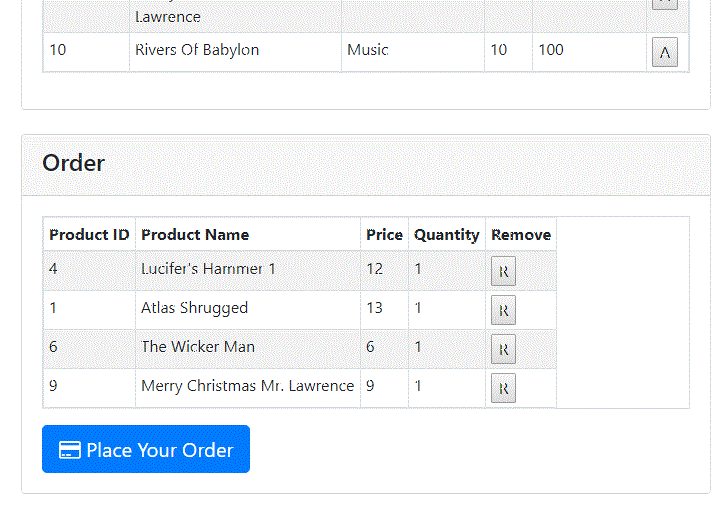 Lawrence
10 Rivers Of Babylon Music 10 100 A
Order
Product ID Product Name Price Quantity Remove
4 Lucifer's Hammer 1 12 1 R
1 Atlas Shrugged 13 1 R
6 The Wicker Man 6 1 R
9 Merry Christmas Mr. Lawrence 9 1 R
Place Your Order